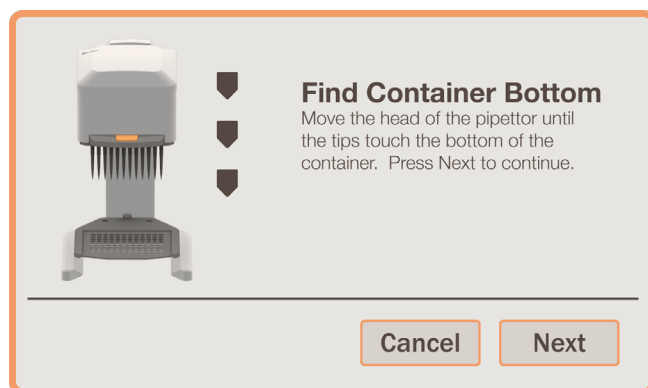 Find Container Bottom
Move the head of the pipettor until
the tips touch the bottom of the
container.  Press Next to continue.
Cancel
Next